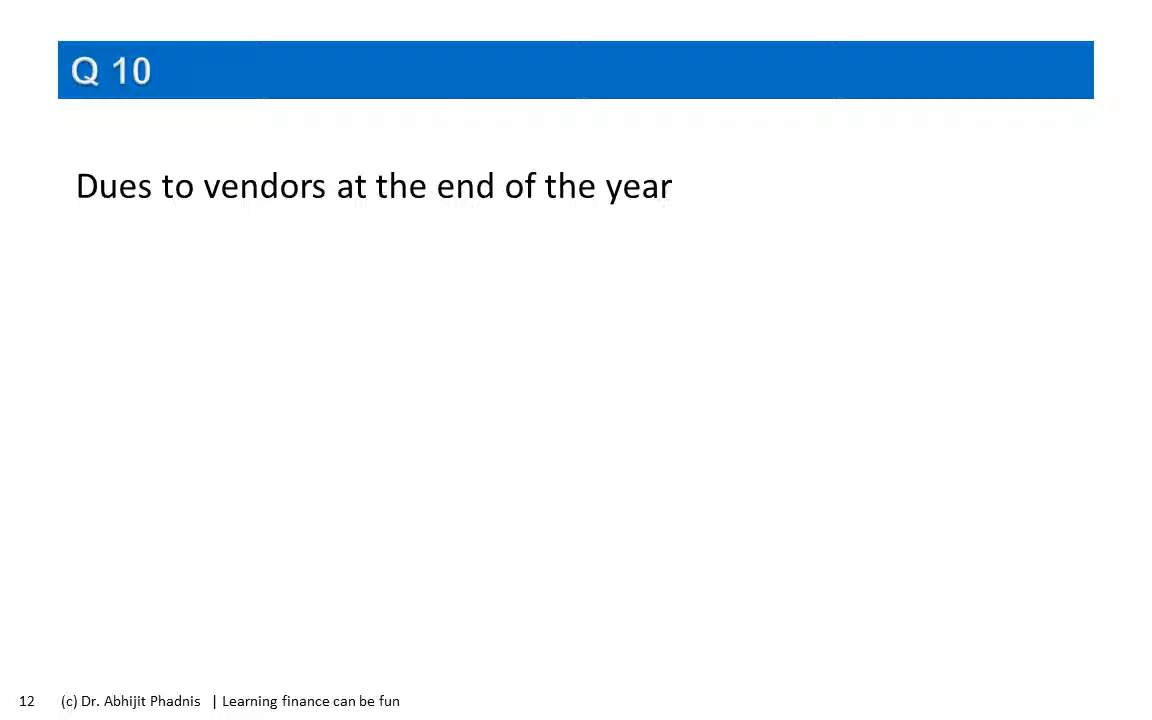 Q 10
Dues to vendors at the end of the year
12 (c) Dr. Abhijit Phadnis | Learning finance can be fun